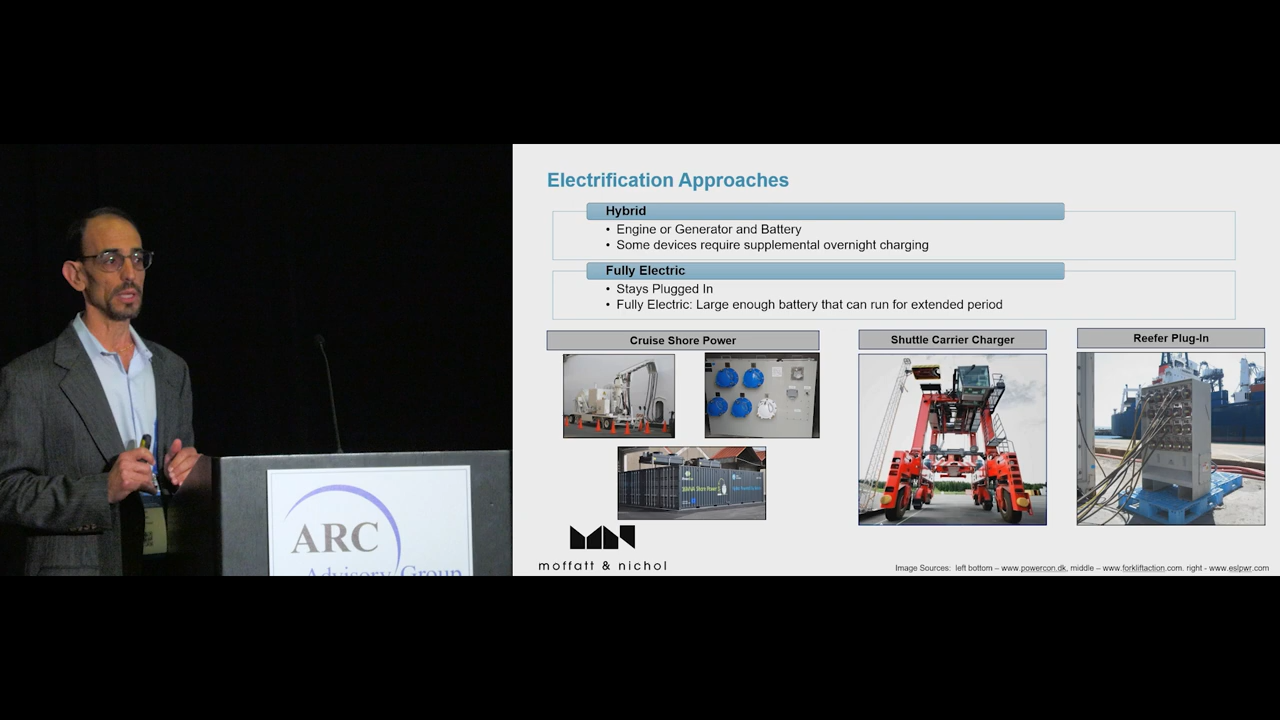 Electrification Approaches
Hybrid
• Engine or Generator and Battery
• Some devices require supplemental overnight charging
Fully Electric
• Stays Plugged In
• Fully Electric: Large enough battery that can run for extended period
Cruise Shore Power
Shuttle Carrier Charger
Reefer Plug-In
moffatt & nichol
Image Sources: left bottom – www.powercon.dk, middle – www.forkliftaction.com. right - www.eslpwr.com
ARC
Advisory Group